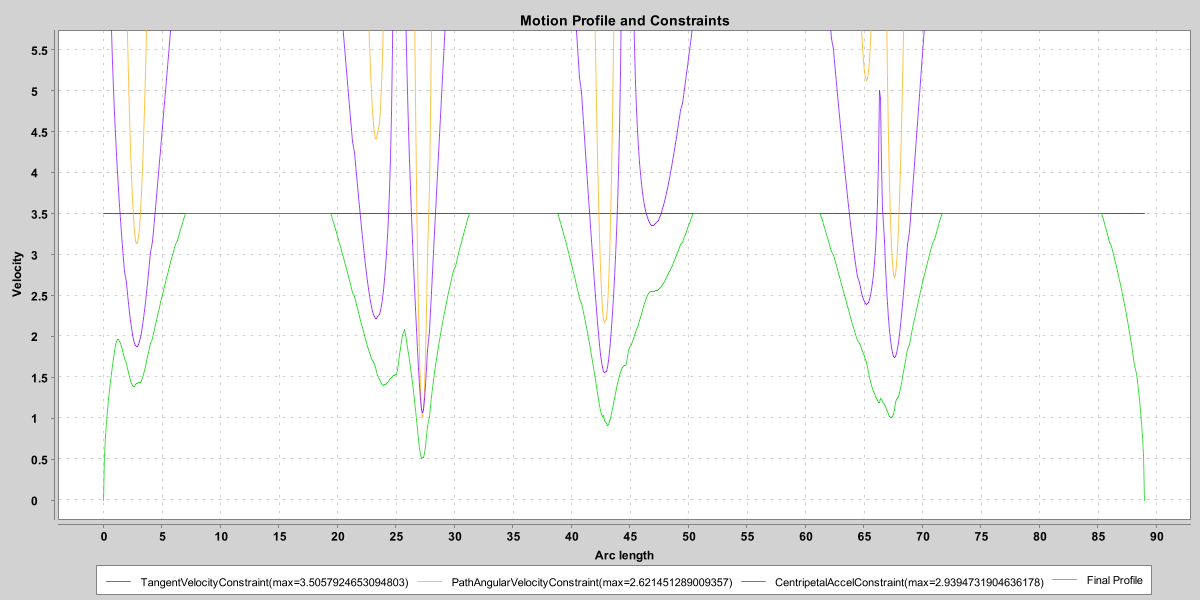 Motion Profile and Constraints
5.5
5
4.5
4
3.5
3
2.5
2
1.5
1
0.5
0
Velocity
0 5 10 15 20 25 30 35 40 45 50 55 60 65 70 75 80 85 90
Arc length
TangentVelocityConstraint(max=3.5057924653094803) PathAngularVelocityConstraint(max=2.621451289009357) CentripetalAccelConstraint(max=2.9394731904636178) Final Profile